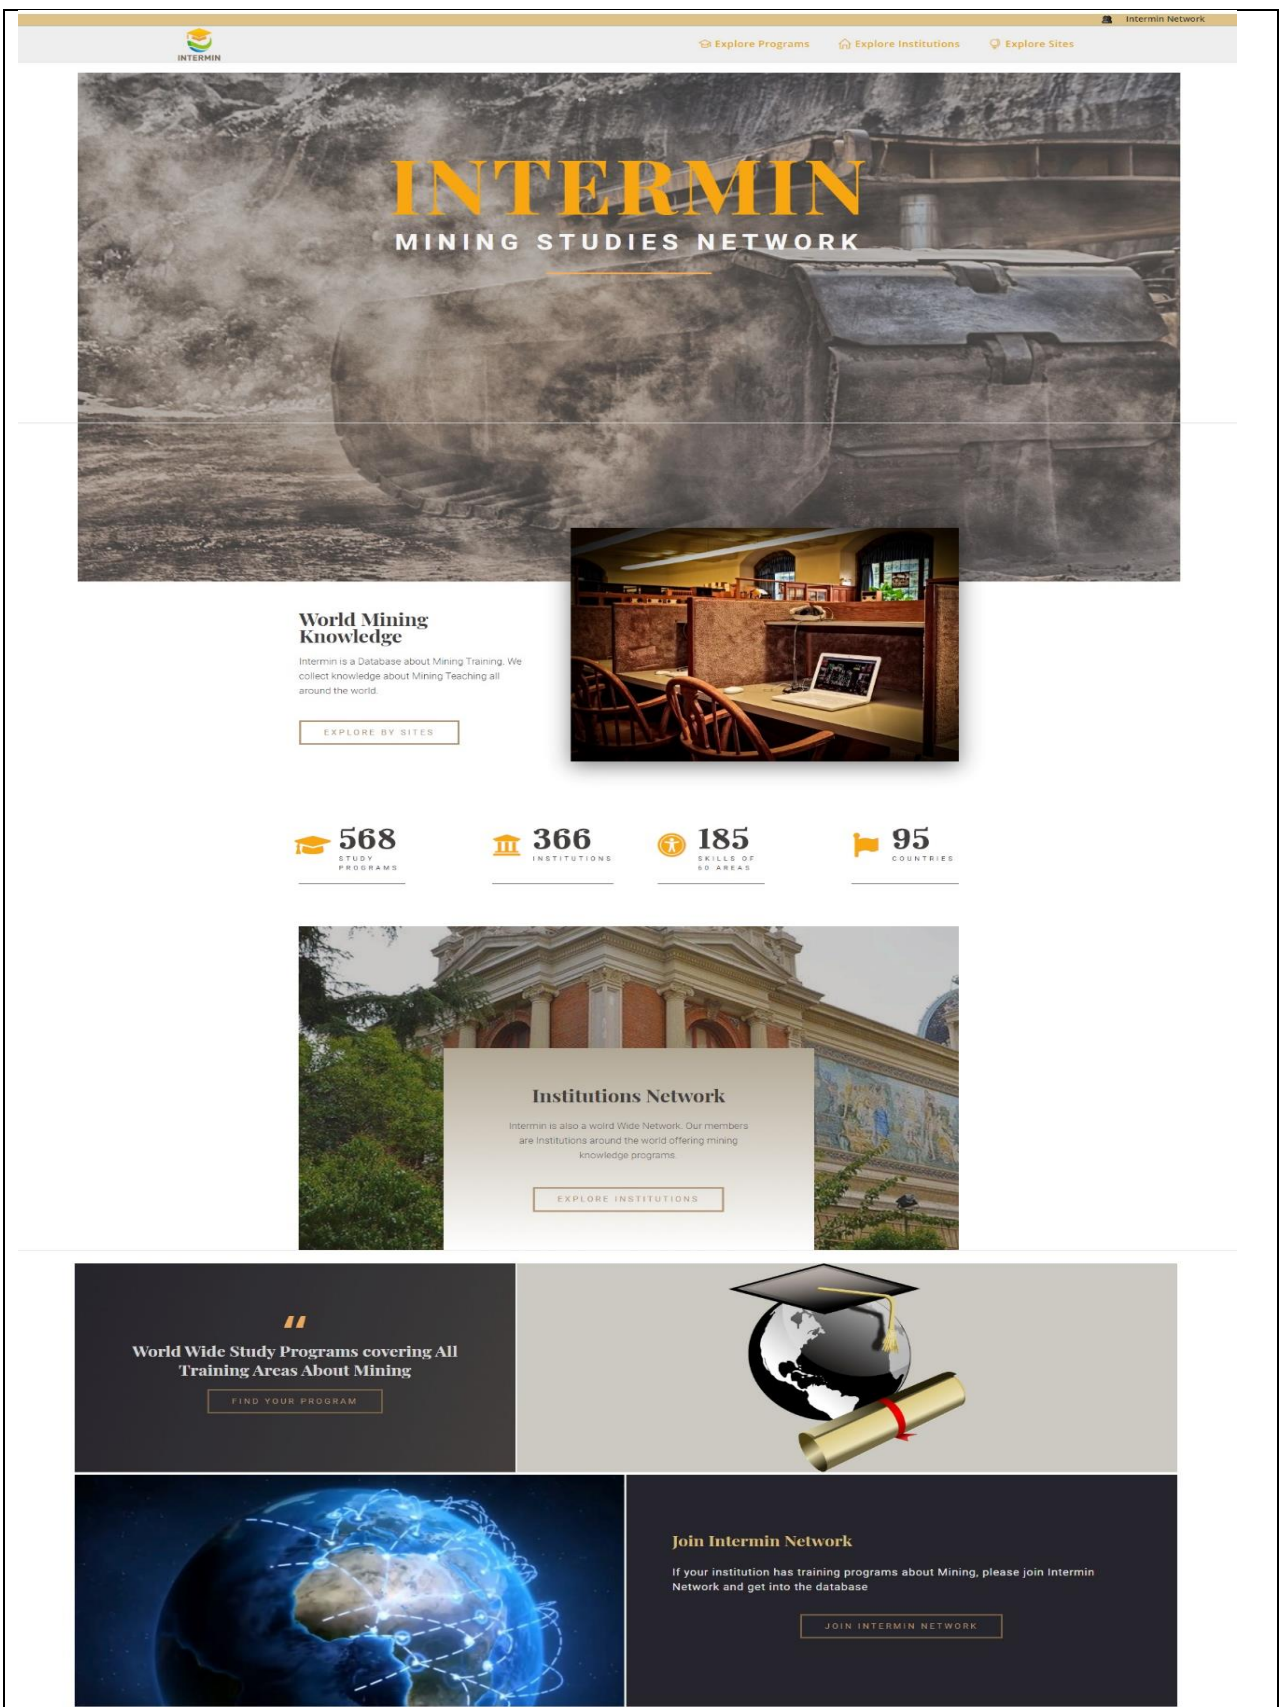 Intermin Network
INTERMIN
Explore Programs Explore Institutions Explore Sites
INTERMIN
MINING STUDIES NETWORK
World Mining
Knowledge
Intermin is a Database about Mining Training. We
collect knowledge about Mining Teaching all
around the world.
EXPLORE BY SITES
568
STUDY
PROGRAMS
366
INSTITUTIONS
185
SKILLS OF
60 AREAS
95
COUNTRIES
Institutions Network
Intermin is also a wolrd Wide Network. Our members
are Institutions around the world offering mining
knowledge programs
EXPLORE INSTITUTIONS
"
World Wide Study Programs covering All
Training Areas About Mining
FIND YOUR PROGRAM
Join Intermin Network
If your institution has training programs about Mining, please join Intermin
Network and get into the database
JOIN INTERMIN NETWORK